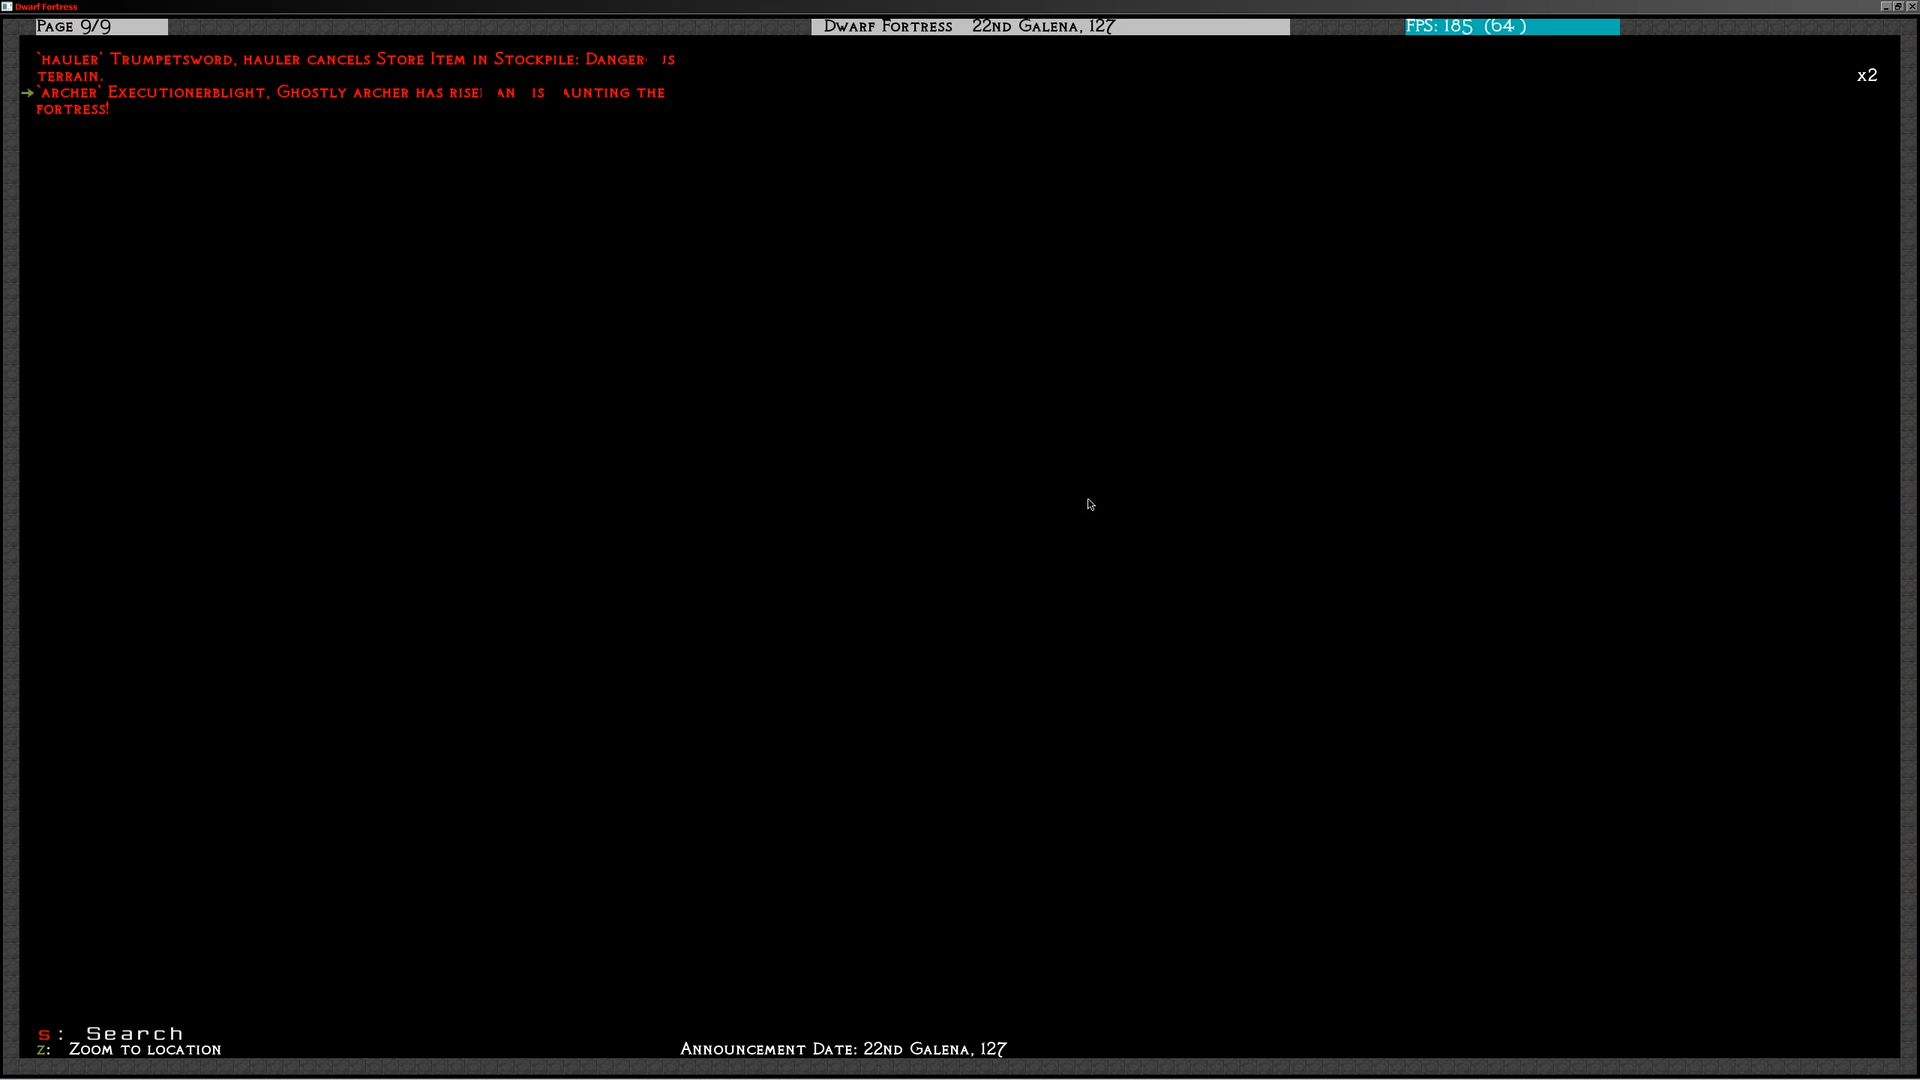 Dwarf Fortress
Page 9/9 Dwarf Fortress 22nd Galena, 127 FPS: 185 (64)
`hauler' Trumpetsword, hauler cancels Store Item in Stockpile:
terrain.
x2
→`archer' Executionerblight, Ghostly archer has the
fortress!
s: Search
z: Zoom to location Announcement Date: 22nd Galena, 127